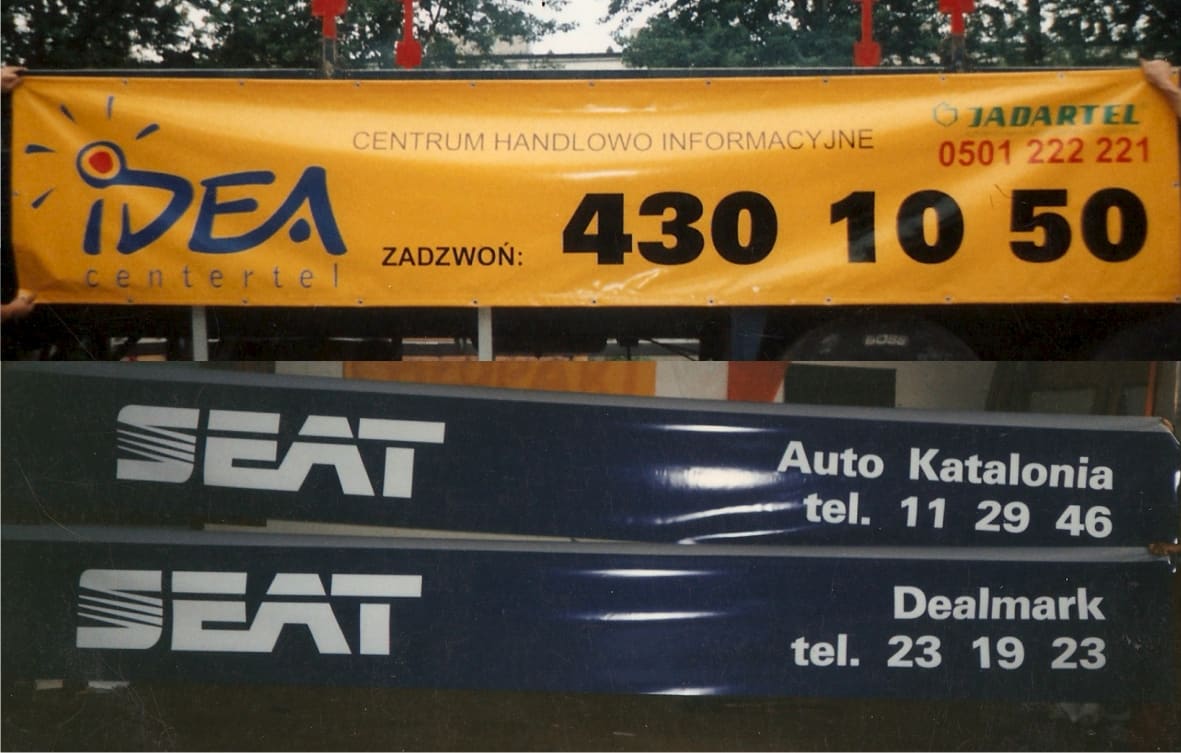 iDEA
centertel
CENTRUM HANDLOWO INFORMACYJNE
JADARTEL
0501 222 221
ZADZWOŃ: 430 10 50
BOSS
SEAT
Auto Katalonia
tel. 11 29 46
SEAT
Dealmark
tel. 23 19 23